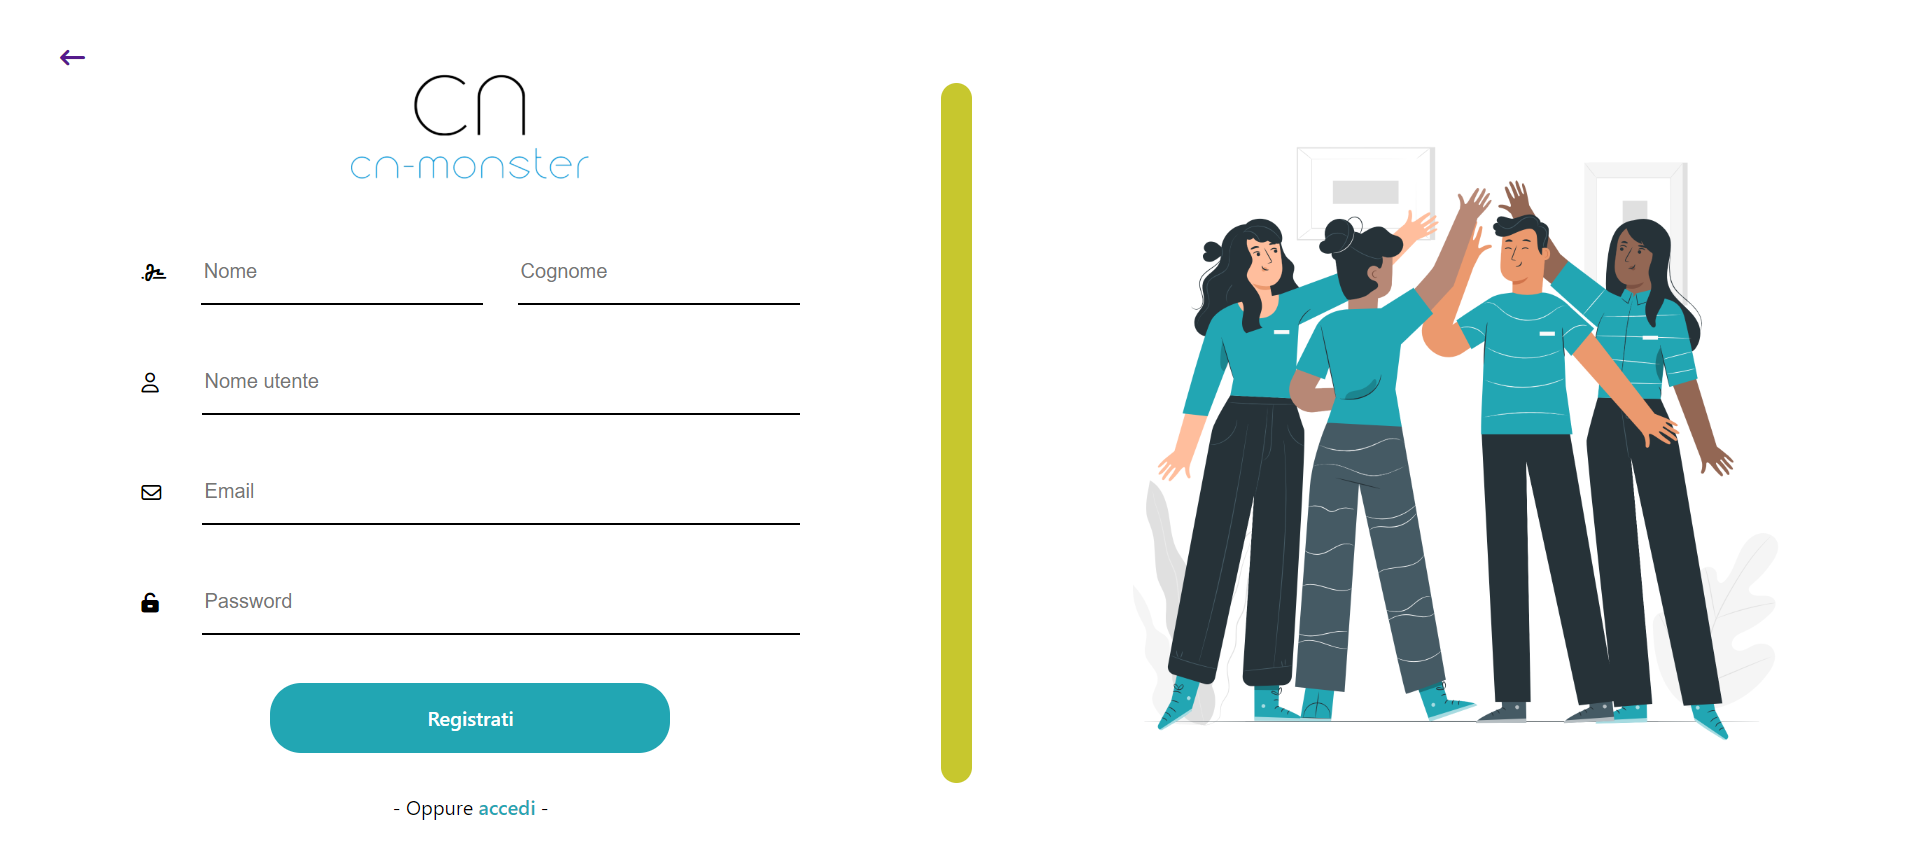 cn
cn-monster
Nome Cognome
Nome utente
Email
Password
Registrati
- Oppure accedi -